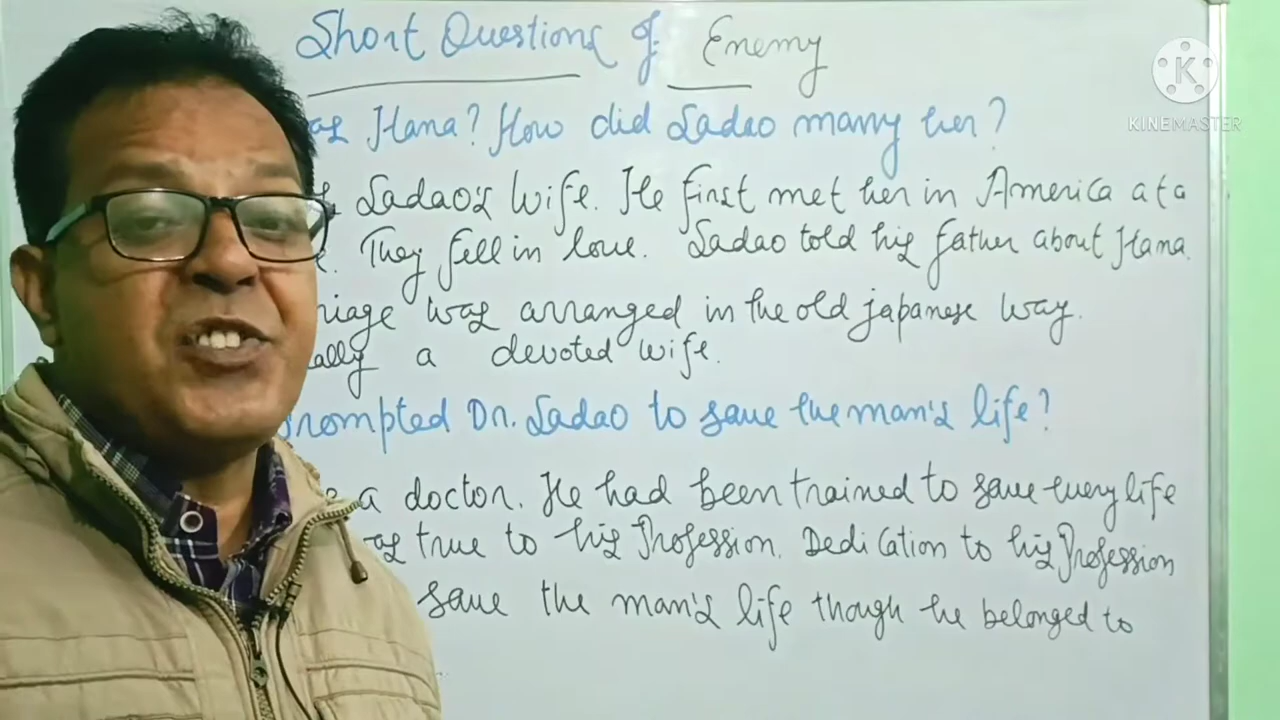 Short Questions of Enemy
Hana? How did Sadao marry her?
Sadao's wife. He first met her in America at a
They fell in love. Sadao told his father about Hana.
was arranged in the old japanese way.
a devoted wife.
Prompted Dr. Sadao to save the man's life?
a doctor. He had been trained to save every life
true to his Profession. Dedication to his Profession
save the man's life though he belonged to
K
KINEMASTER